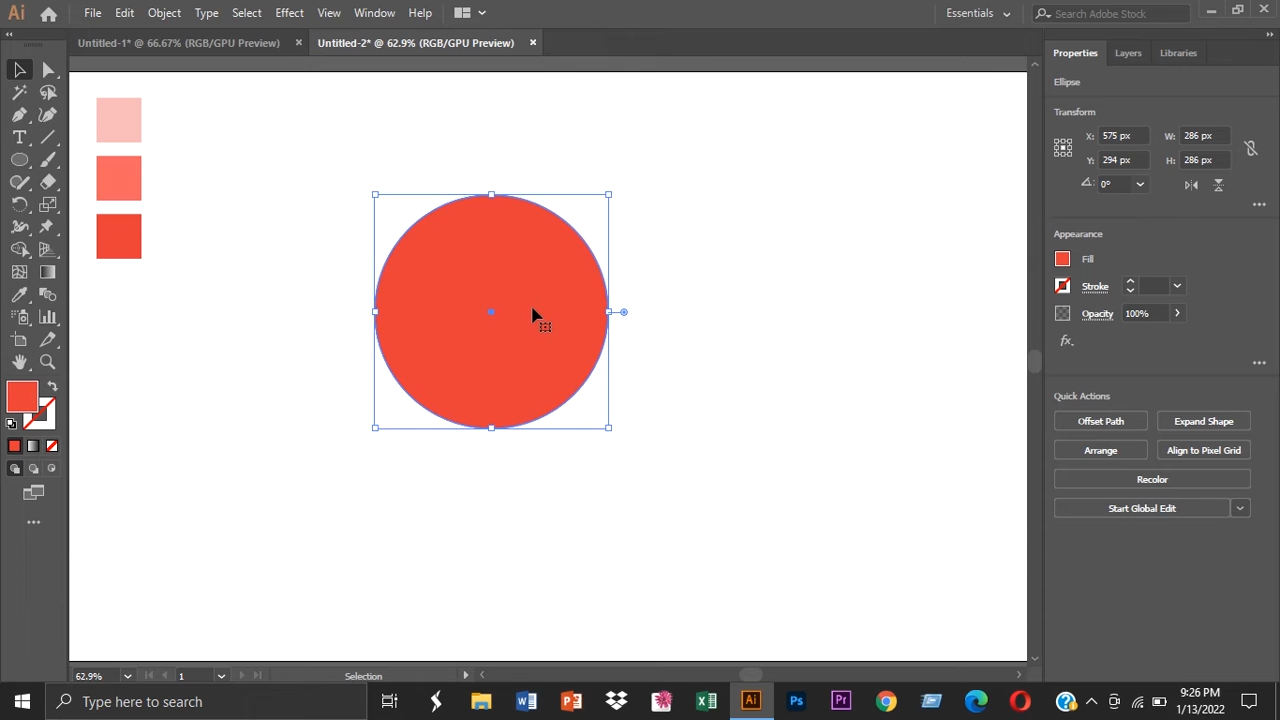 Ai File Edit Object Type Select Effect View Window Help Essentials Search Adobe Stock
Untitled-1* @ 66.67% (RGB/GPU Preview) × Untitled-2* @ 62.9% (RGB/GPU Preview) ×
Properties Layers Libraries
Ellipse
Transform
X: 575 px W: 286 px
Y: 294 px H: 286 px
0°
Appearance
Fill
Stroke
Opacity 100%
fx.
Quick Actions
Offset Path Expand Shape
Arrange Align to Pixel Grid
Recolor
Start Global Edit
62.9% 1 Selection
Type here to search
9:26 PM
1/13/2022